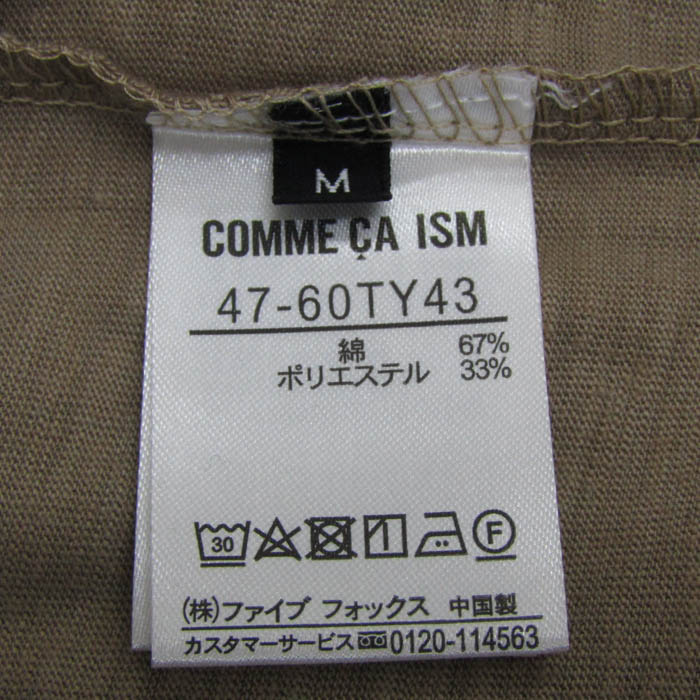 M
COMME ÇA ISM
47-60TY43
綿 67%
ポリエステル 33%
30 F
(株)ファイブ フォックス 中国製
カスタマーサービス 0120-114563